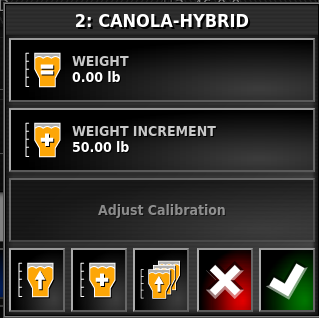 2: CANOLA-HYBRID
WEIGHT
0.00 lb
WEIGHT INCREMENT
50.00 lb
Adjust Calibration